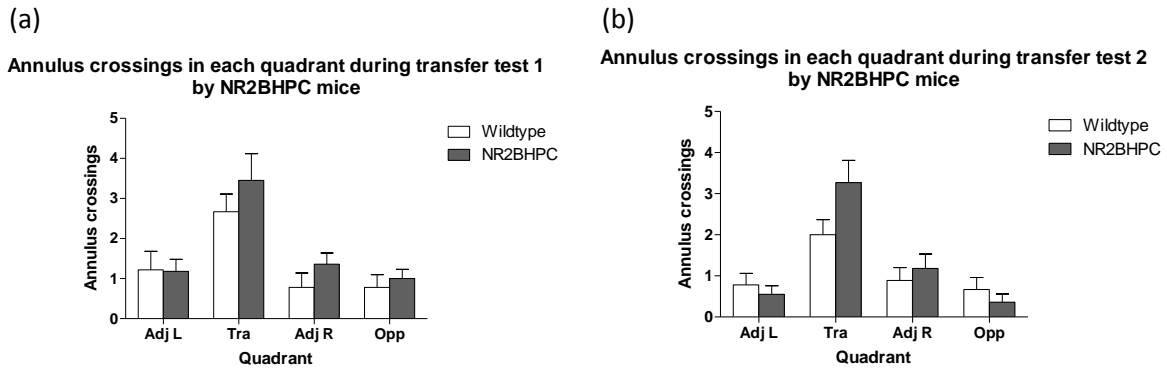 (a)
Annulus crossings in each quadrant during transfer test 1
by NR2BHPC mice
Annulus crossings
5
4
3
2
1
0
Adj L Tra Adj R Opp
Quadrant
Wildtype
NR2BHPC
(b)
Annulus crossings in each quadrant during transfer test 2
by NR2BHPC mice
Annulus crossings
5
4
3
2
1
0
Adj L Tra Adj R Opp
Quadrant
Wildtype
NR2BHPC